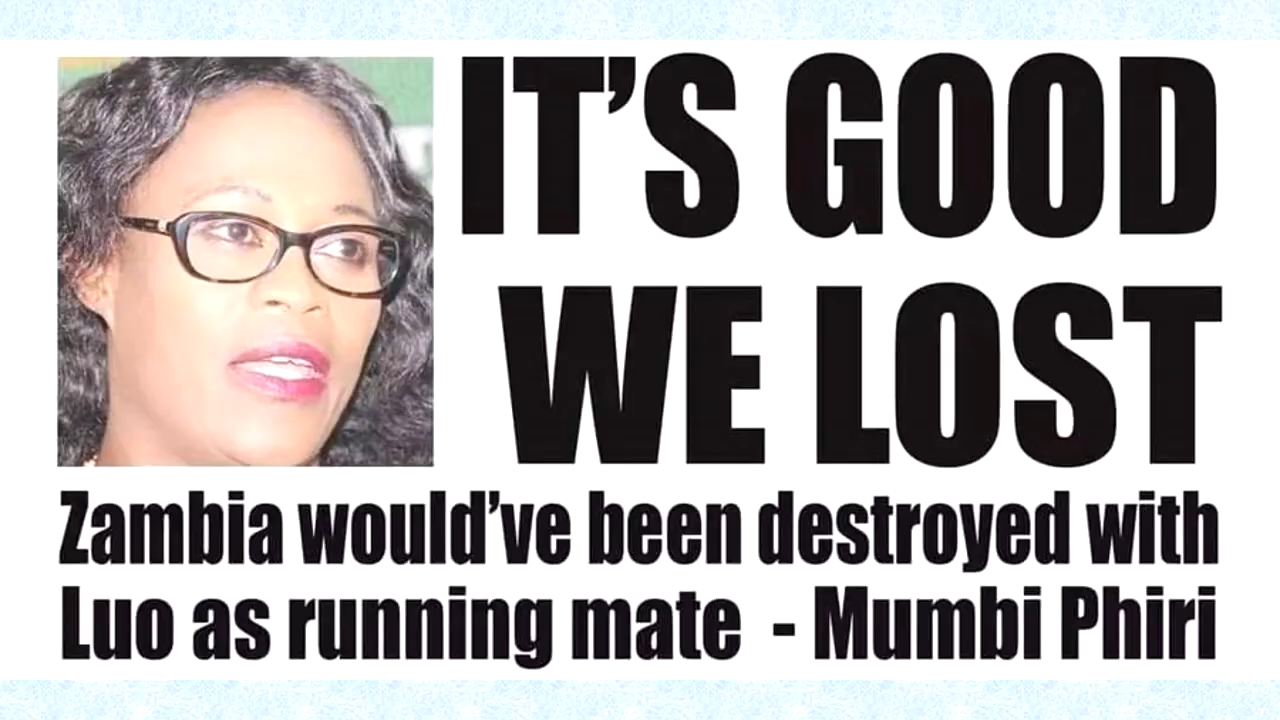 IT'S GOOD
WE LOST
Zambia would've been destroyed with
Luo as running mate - Mumbi Phiri